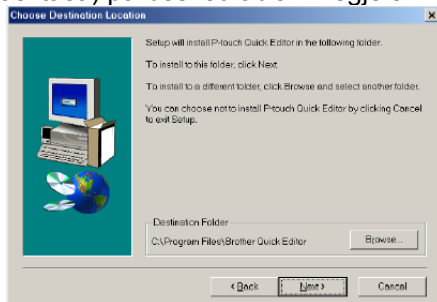 Choose Destination Location
Setup will install P-touch Quick Editor in the following folder.
To install to this folder, click Next.
To install to a different folder, click Browse and select another folder.
You can choose not to install P-touch Quick Editor by clicking Cancel
to exit Setup.
Destination Folder
C:\Program Files\Brother Quick Editor
Browse...
< Back
Next >
Cancel